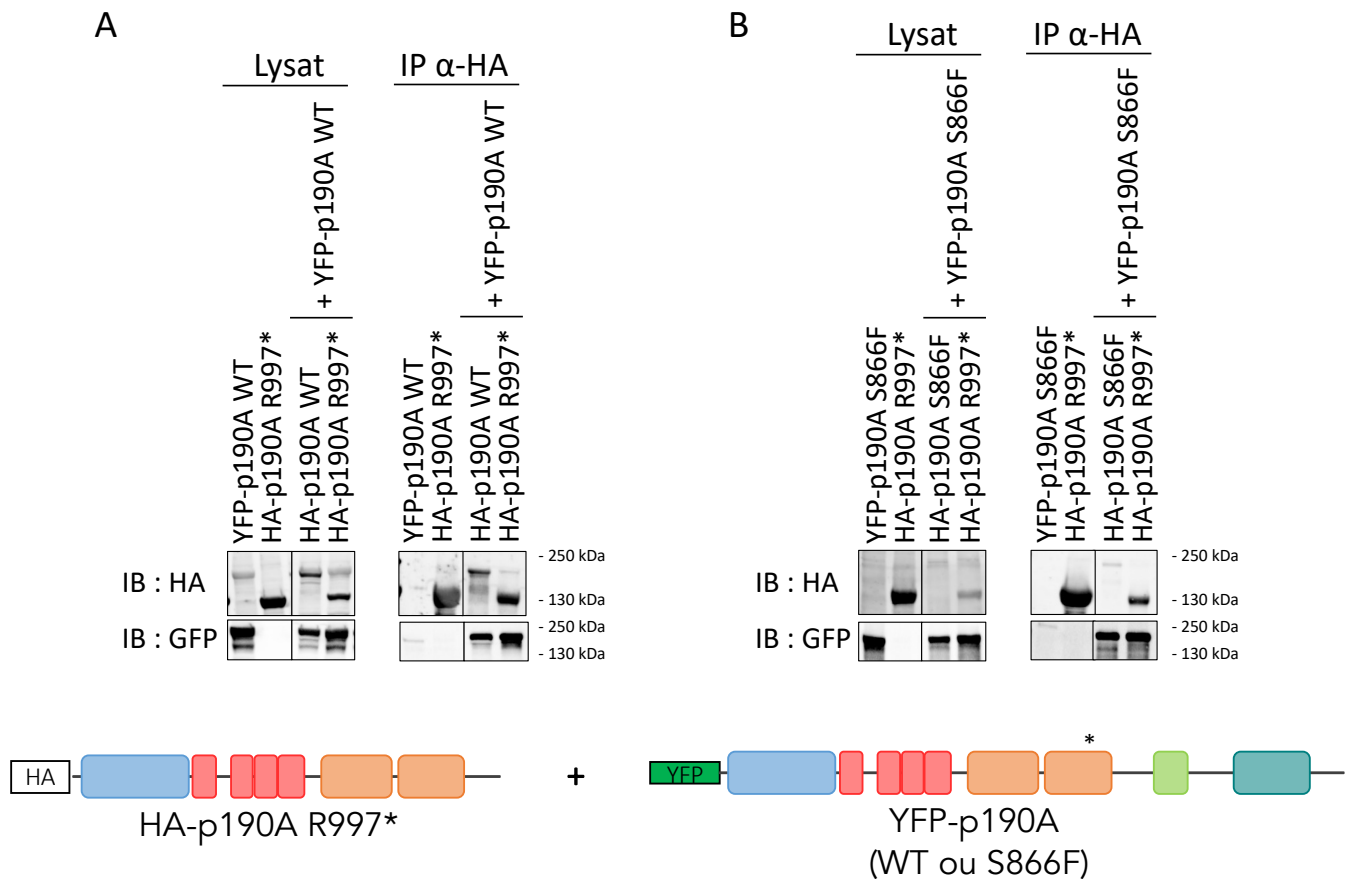 A
Lysat
IP α-HA
+ YFP-p190A WT
+ YFP-p190A WT
YFP-p190A WT
HA-p190A R997*
HA-p190A WT
HA-p190A R997*
YFP-p190A WT
HA-p190A R997*
HA-p190A WT
HA-p190A R997*
IB : HA
- 250 kDa
- 130 kDa
IB : GFP
- 250 kDa
- 130 kDa
B
Lysat
IP α-HA
+ YFP-p190A S866F
+ YFP-p190A S866F
YFP-p190A S866F
HA-p190A R997*
HA-p190A S866F
HA-p190A R997*
YFP-p190A S866F
HA-p190A R997*
HA-p190A S866F
HA-p190A R997*
IB : HA
- 250 kDa
- 130 kDa
IB : GFP
- 250 kDa
- 130 kDa
HA
HA-p190A R997*
+
*
YFP
YFP-p190A
(WT ou S866F)